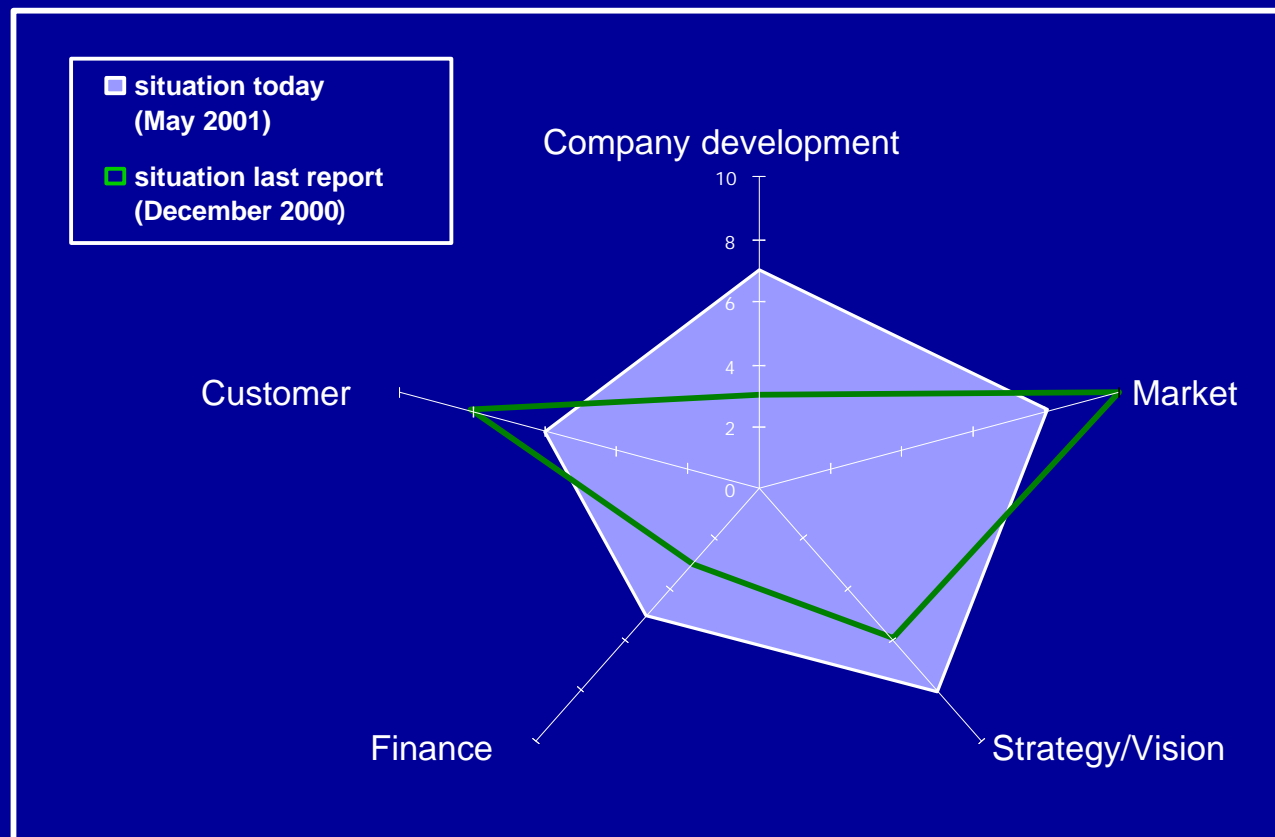 situation today
(May 2001)
situation last report
(December 2000)
Company development
10
8
6
4
2
0
Customer
Market
Finance
Strategy/Vision